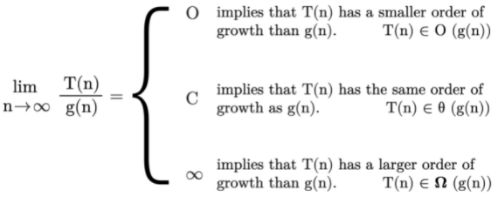 O implies that T(n) has a smaller order of
growth than g(n). T(n) ∈ O (g(n))
lim T(n)
n→∞ g(n) =
C implies that T(n) has the same order of
growth as g(n). T(n) ∈ θ (g(n))
∞ implies that T(n) has a larger order of
growth than g(n). T(n) ∈ Ω (g(n))